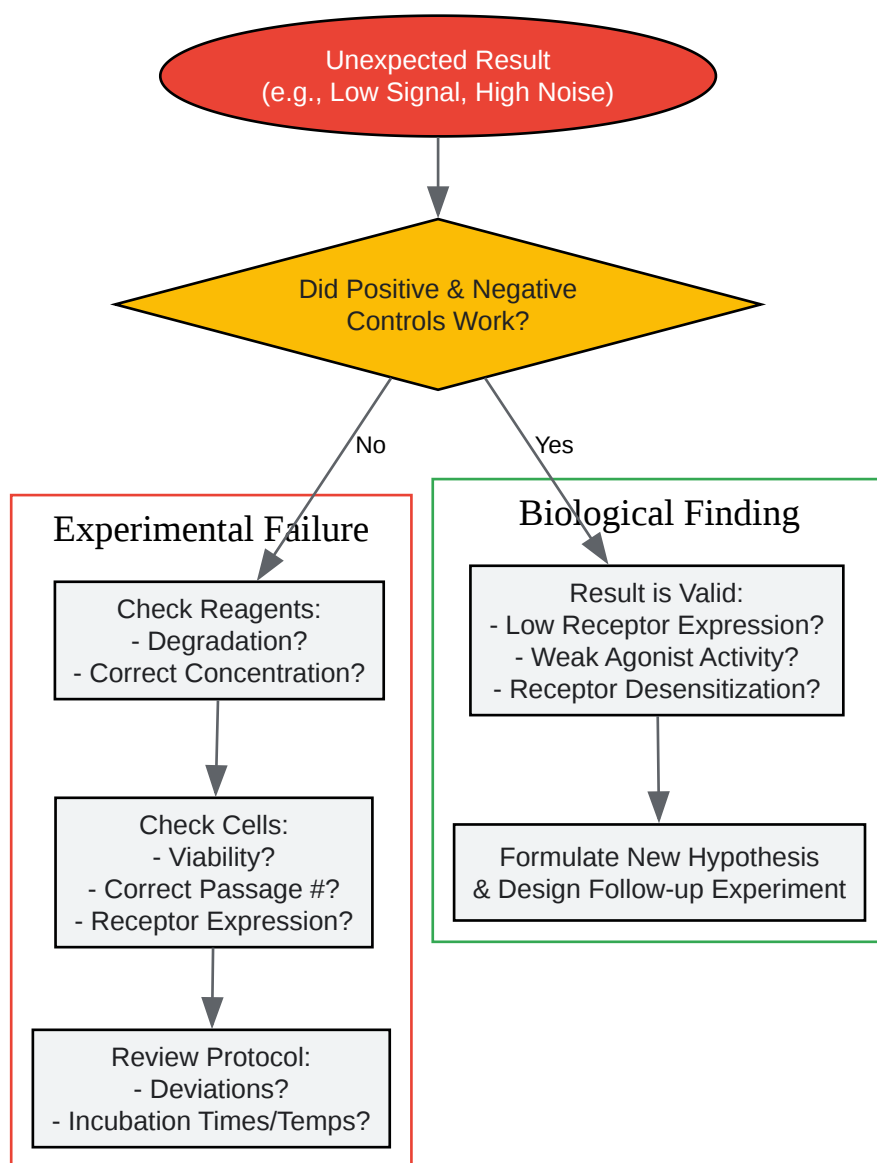 Unexpected Result
(e.g., Low Signal, High Noise)
Did Positive & Negative
Controls Work?
No
Yes
Experimental Failure
Check Reagents:
- Degradation?
- Correct Concentration?
Check Cells:
- Viability?
- Correct Passage #?
- Receptor Expression?
Review Protocol:
- Deviations?
- Incubation Times/Temps?
Biological Finding
Result is Valid:
- Low Receptor Expression?
- Weak Agonist Activity?
- Receptor Desensitization?
Formulate New Hypothesis
& Design Follow-up Experiment